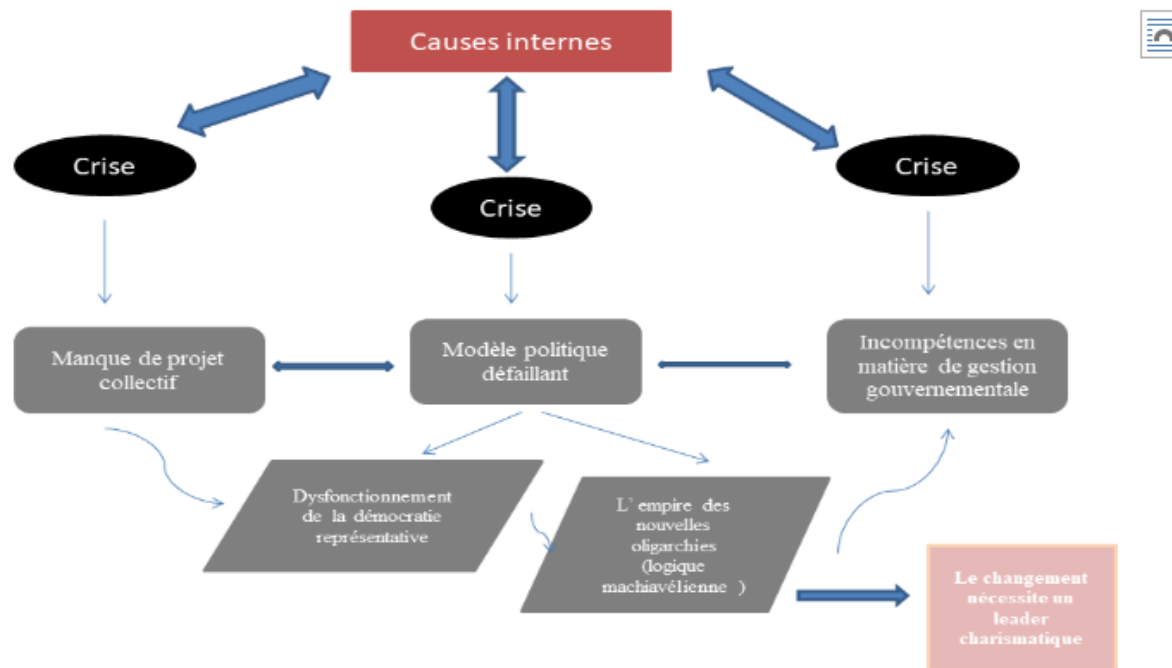 Causes internes
Crise
Crise
Crise
Manque de projet
collectif
Modèle politique
défaillant
Incompétences en
matière de gestion
gouvernementale
Dysfonctionnement
de la démocratie
représentative
L' empire des
nouvelles
oligarchies
(logique
machiavélienne )
Le changement
nécessite un
leader
charismatique